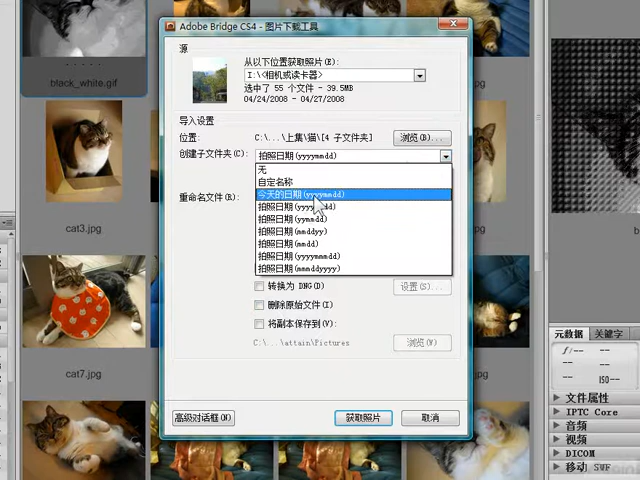 Adobe Bridge CS4 - 图片下载工具
源
从以下位置获取照片(E):
I:\<相机或读卡器>
选中了 55 个文件 - 39.5MB
04/24/2008 - 04/27/2008
导入设置
位置: C:\...\上集\猫\[4 子文件夹] 浏览(B)...
创建子文件夹(C): 拍照日期(yyyymmdd)
无
自定名称
今天的日期(yyyymmdd)
重命名文件(R):
拍照日期(yymmdd)
拍照日期(mmddyy)
拍照日期(mmdd)
拍照日期(yyyymmdd)
拍照日期(mmddyyyy)
转换为 DNG(D) 设置(S)...
删除原始文件(I)
将副本保存到(V):
C:\...\attain\Pictures 浏览(W)
高级对话框(N) 获取照片 取消
black_white.gif
cat3.jpg
cat7.jpg
元数据 关键字
f/-- --
-- --
-- ISO--
文件属性
IPTC Core
音频
视频
DICOM
移动 SWF